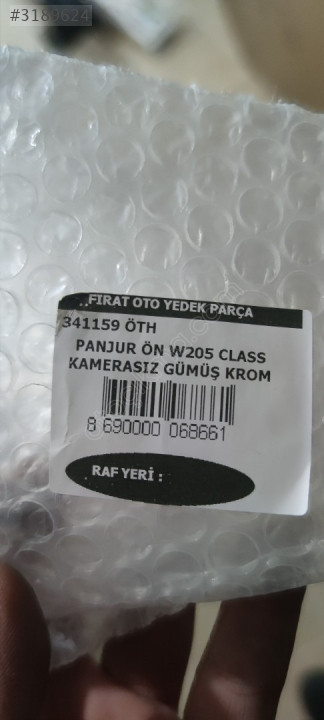 #3189624
..FIRAT OTO YEDEK PARÇA
341159 ÖTH
PANJUR ÖN W205 CLASS
KAMERASIZ GÜMÜŞ KROM
8 690000 068661
RAF YERİ :